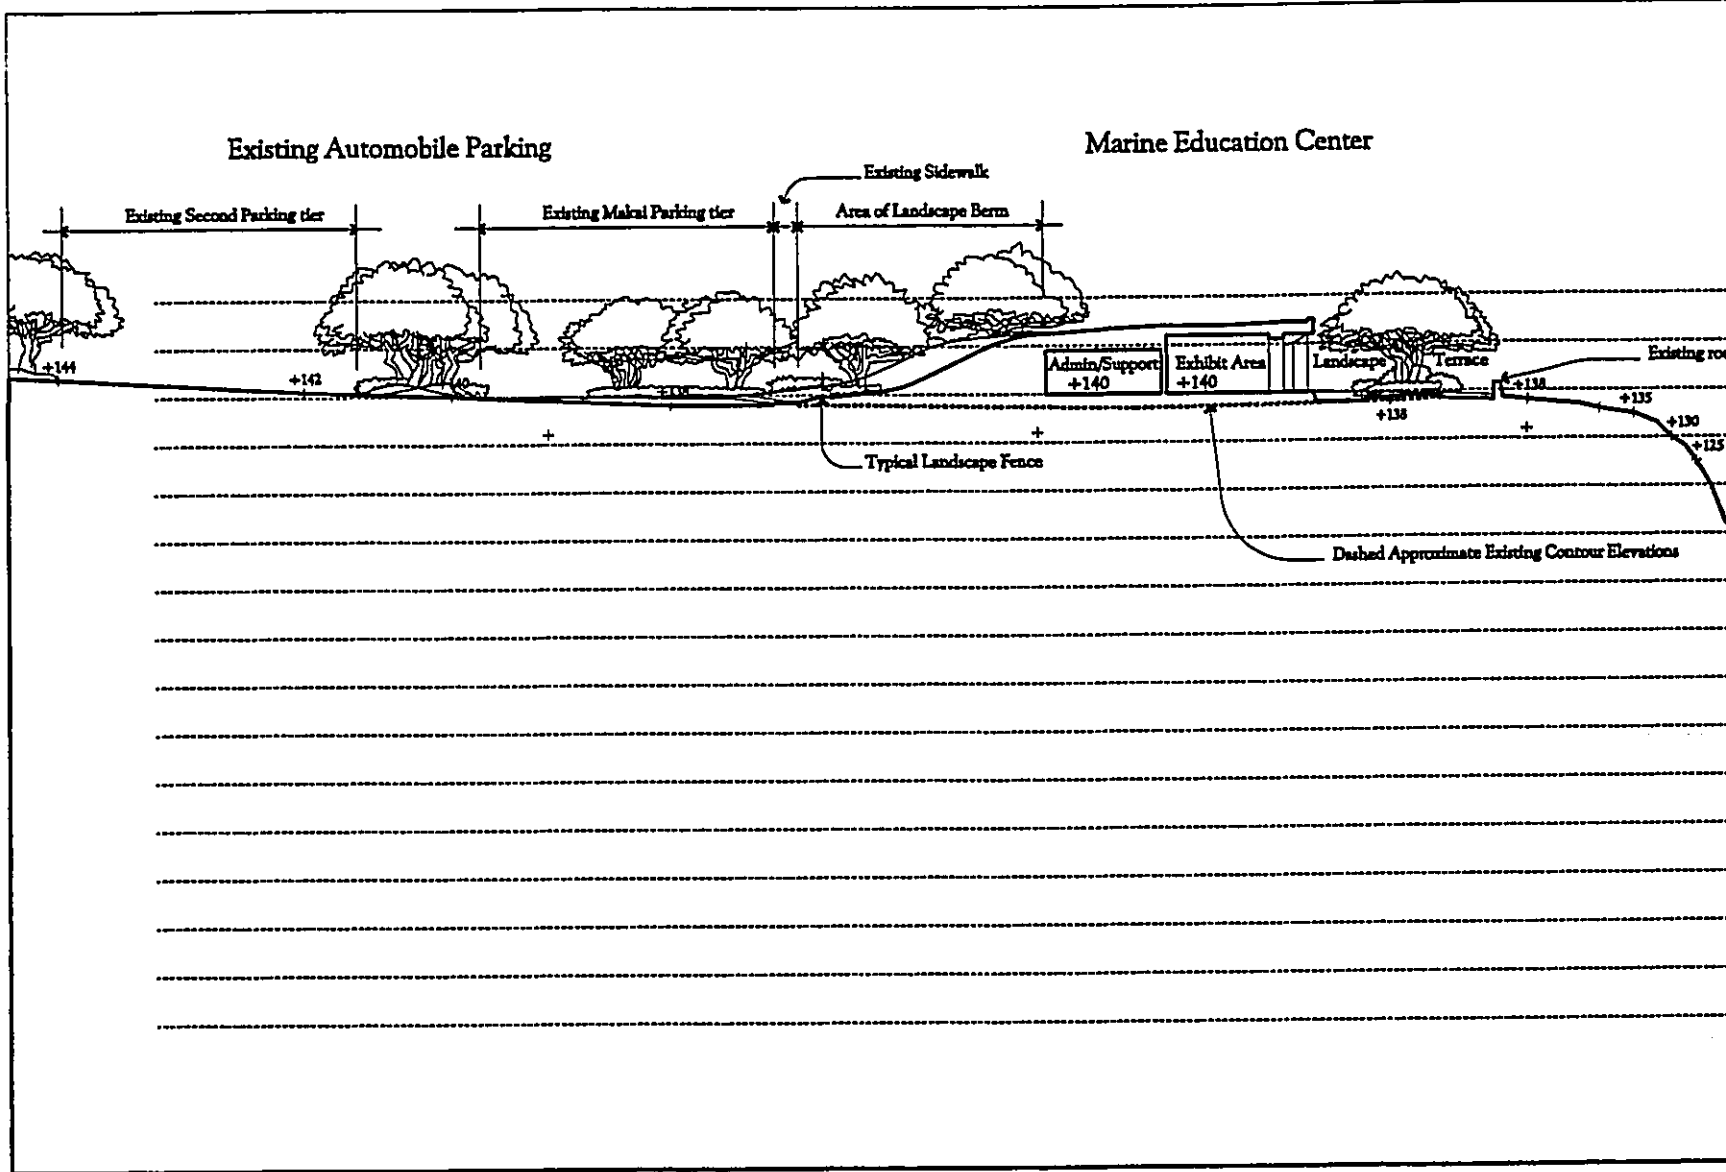 Existing Automobile Parking
Marine Education Center
Existing Sidewalk
Existing Second Parking tier
Existing Makai Parking tier
Area of Landscape Berm
+144
+142
Admin/Support
+140
Exhibit Area
+140
Landscape Terrace
Existing
+138
+135
+138
+130
+125
Typical Landscape Fence
Dashed Approximate Existing Contour Elevations